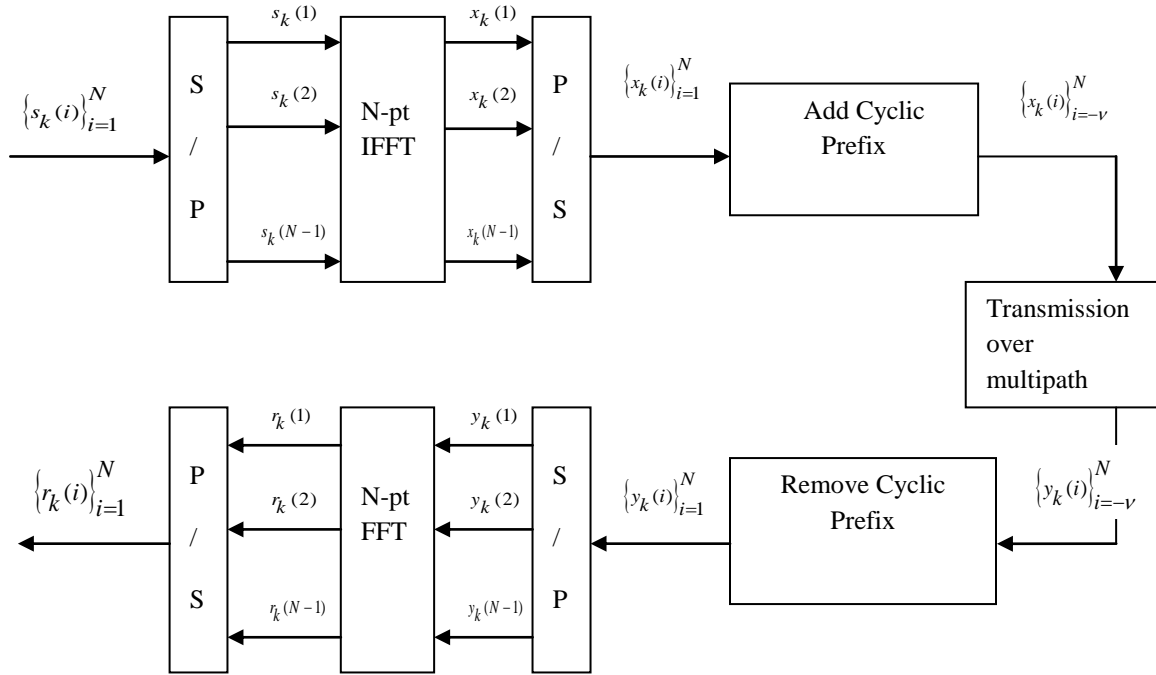 s_k(1)
x_k(1)
S
/
P
N-pt
IFFT
P
/
S
{s_k(i)}_{i=1}^{N}
s_k(2)
x_k(2)
{x_k(i)}_{i=1}^{N}
Add Cyclic
Prefix
{x_k(i)}_{i=-ν}^{N}
s_k(N-1)
x_k(N-1)
Transmission
over
multipath
r_k(1)
y_k(1)
P
/
S
N-pt
FFT
S
/
P
{r_k(i)}_{i=1}^{N}
r_k(2)
y_k(2)
{y_k(i)}_{i=1}^{N}
Remove Cyclic
Prefix
{y_k(i)}_{i=-ν}^{N}
r_k(N-1)
y_k(N-1)